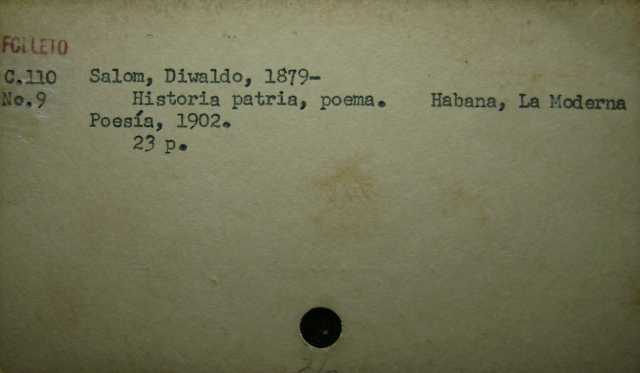 FOLLETO
C.110 Salom, Diwaldo, 1879-
No.9 Historia patria, poema. Habana, La Moderna
Poesía, 1902.
23 p.